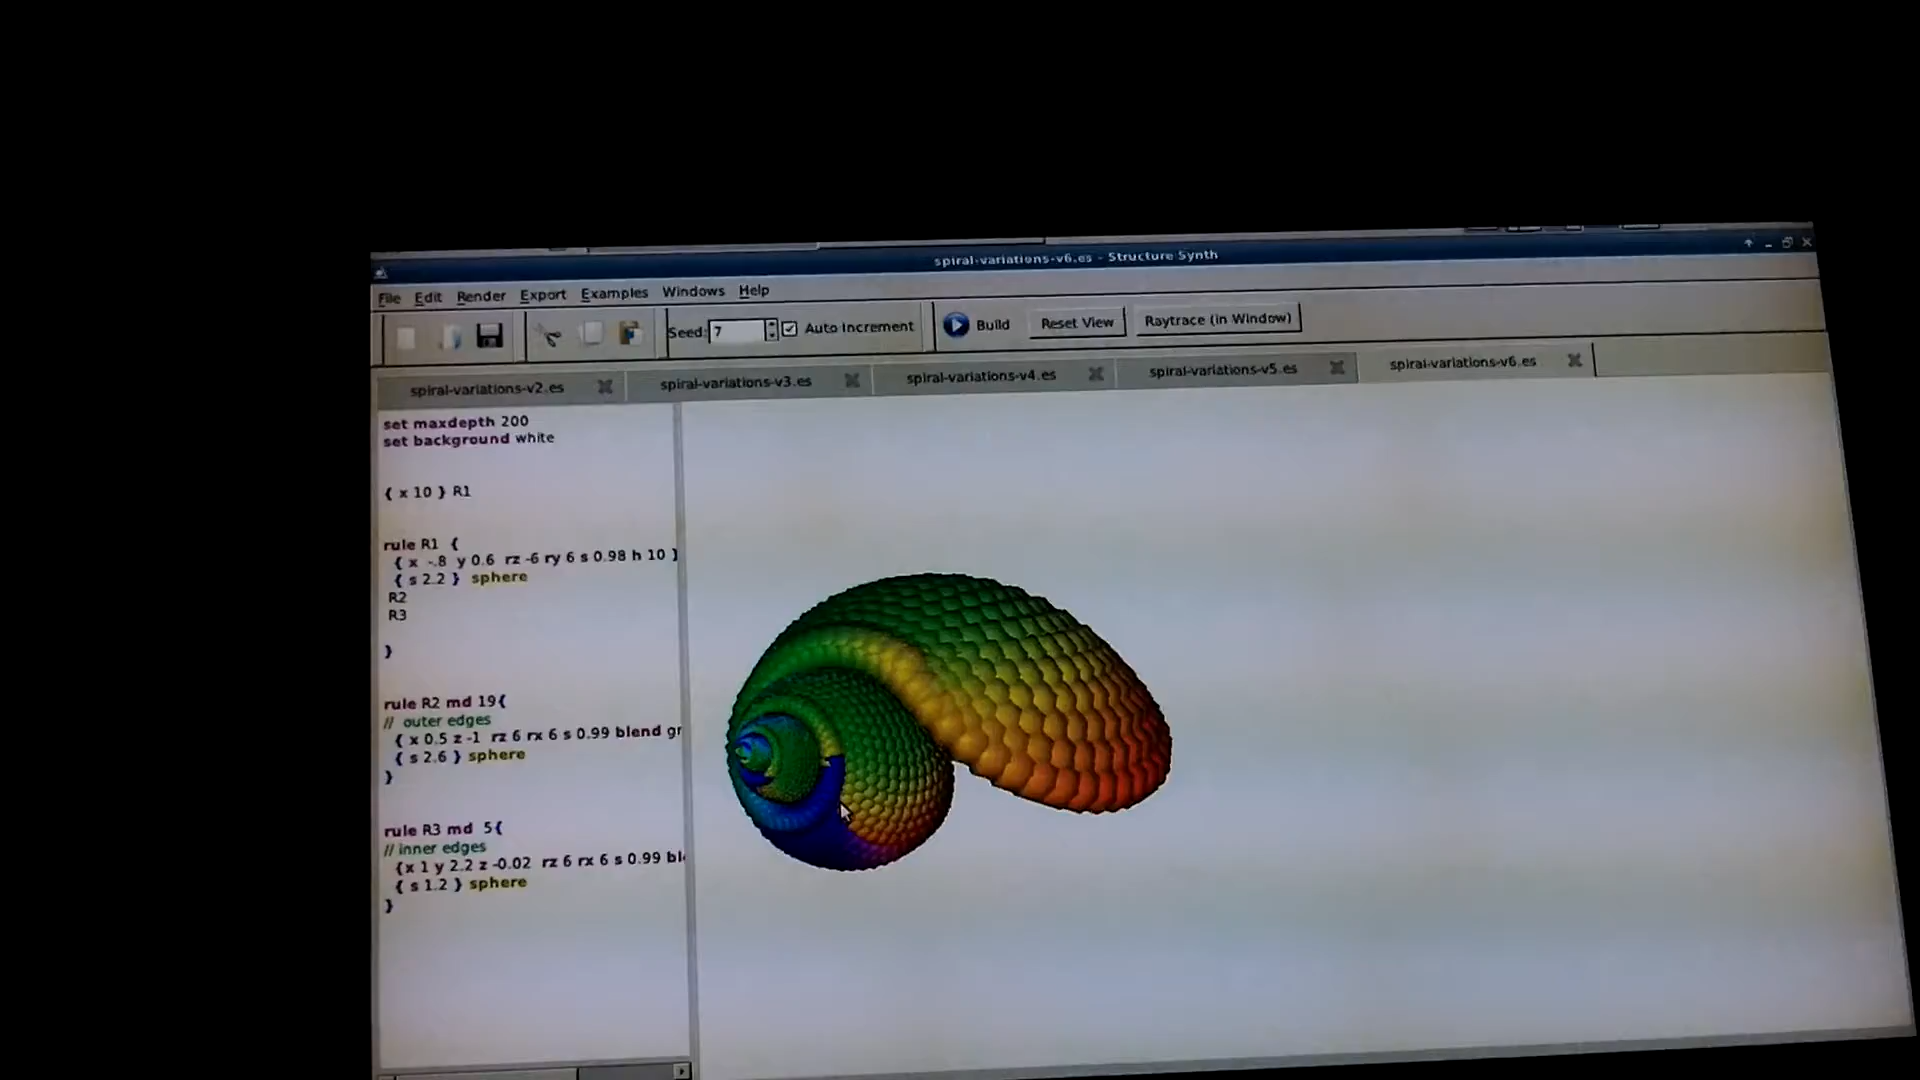 spiral-variations-v6.es - Structure Synth
File Edit Render Export Examples Windows Help
Seed: 7 Auto Increment Build Reset View Raytrace (in Window)
spiral-variations-v2.es spiral-variations-v3.es spiral-variations-v4.es spiral-variations-v5.es spiral-variations-v6.es
set maxdepth 200
set background white
{ x 10 } R1
rule R1 {
{ x -.8 y 0.6 rz -6 ry 6 s 0.98 h 10 }
{ s 2.2 } sphere
R2
R3
}
rule R2 md 19{
// outer edges
{ x 0.5 z -1 rz 6 rx 6 s 0.99 blend gr
{ s 2.6 } sphere
}
rule R3 md 5{
// inner edges
{x 1 y 2.2 z -0.02 rz 6 rx 6 s 0.99 bl
{ s 1.2 } sphere
}